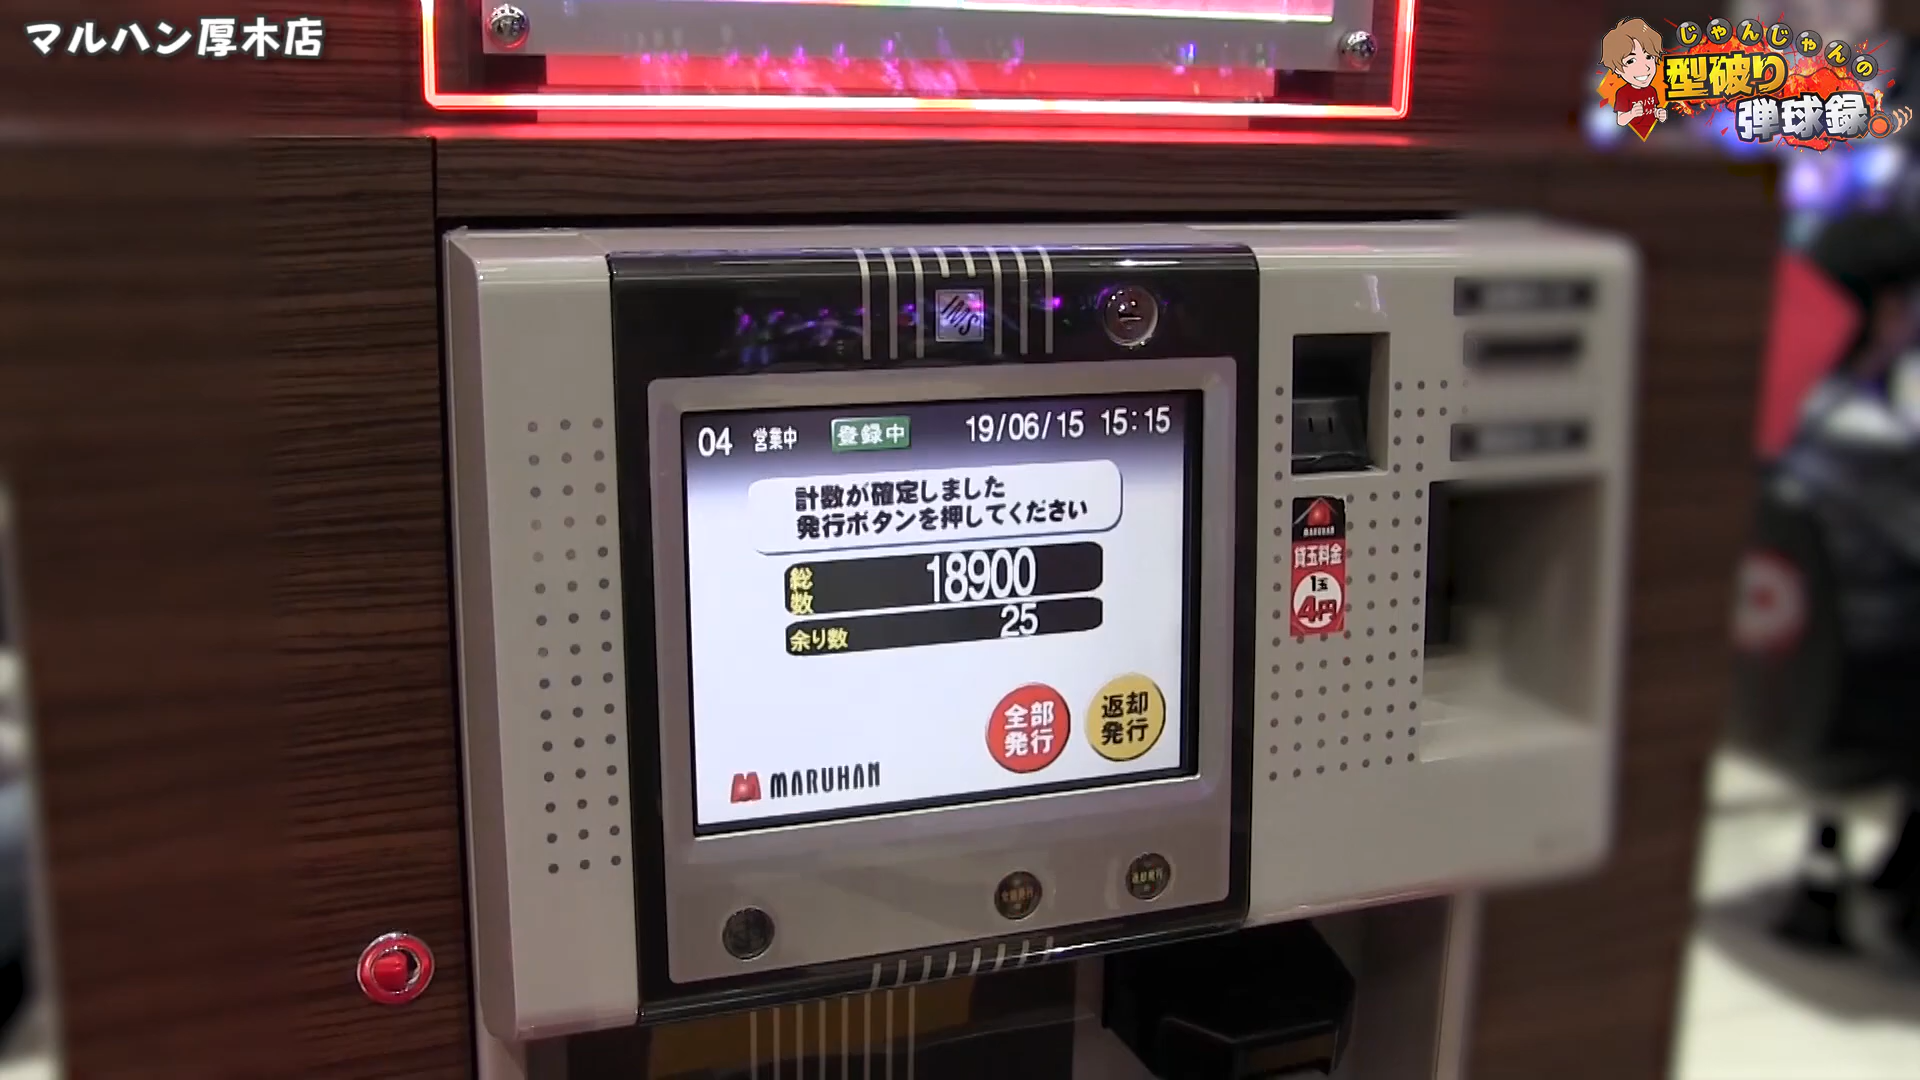 マルハン厚木店
じゃんじゃんの
型破り
弾球録
IMS
04 営業中 登録中 19/06/15 15:15
計数が確定しました
発行ボタンを押してください
総数 18900
余り数 25
全部
発行
返却
発行
MARUHAN
MARUHAN
貸玉料金
1玉
4円